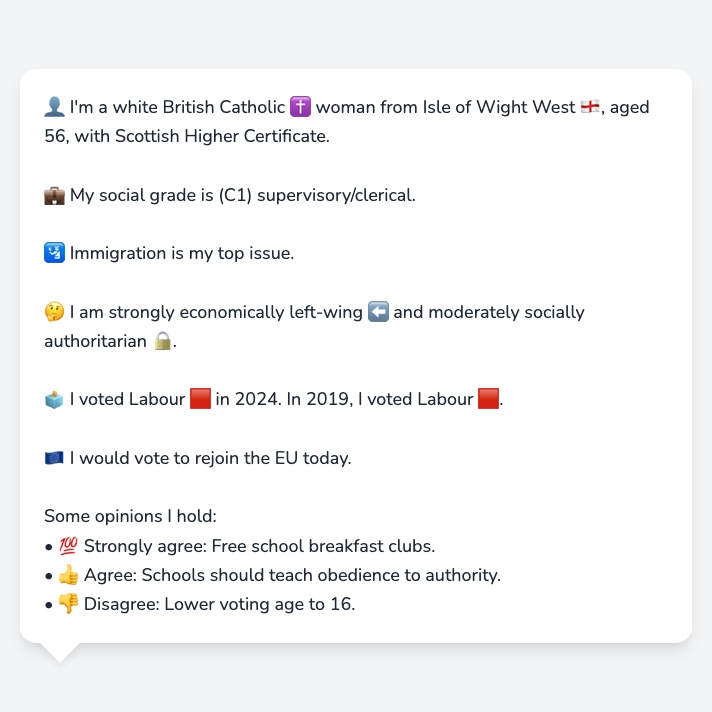 👤 I'm a white British Catholic ✝️ woman from Isle of Wight West 🏴󠁧󠁢󠁥󠁮󠁧󠁿, aged
56, with Scottish Higher Certificate.
💼 My social grade is (C1) supervisory/clerical.
🛂 Immigration is my top issue.
🤔 I am strongly economically left-wing ⬅️ and moderately socially
authoritarian 🔒.
🗳️ I voted Labour 🟥 in 2024. In 2019, I voted Labour 🟥.
🇪🇺 I would vote to rejoin the EU today.
Some opinions I hold:
• 💯 Strongly agree: Free school breakfast clubs.
• 👍 Agree: Schools should teach obedience to authority.
• 👎 Disagree: Lower voting age to 16.